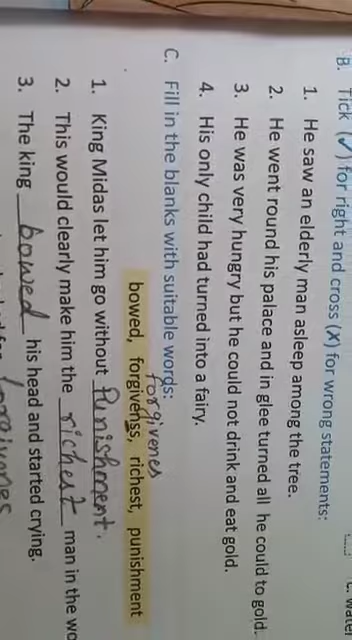 B. Tick (✓) for right and cross (X) for wrong statements:
1. He saw an elderly man asleep among the tree.
2. He went round his palace and in glee turned all he could to gold.
3. He was very hungry but he could not drink and eat gold.
4. His only child had turned into a fairy.
C. Fill in the blanks with suitable words:
forgivenes
bowed, forgivenss, richest, punishment
1. King Midas let him go without Punishment.
2. This would clearly make him the richest man in the
3. The king bowed his head and started crying.